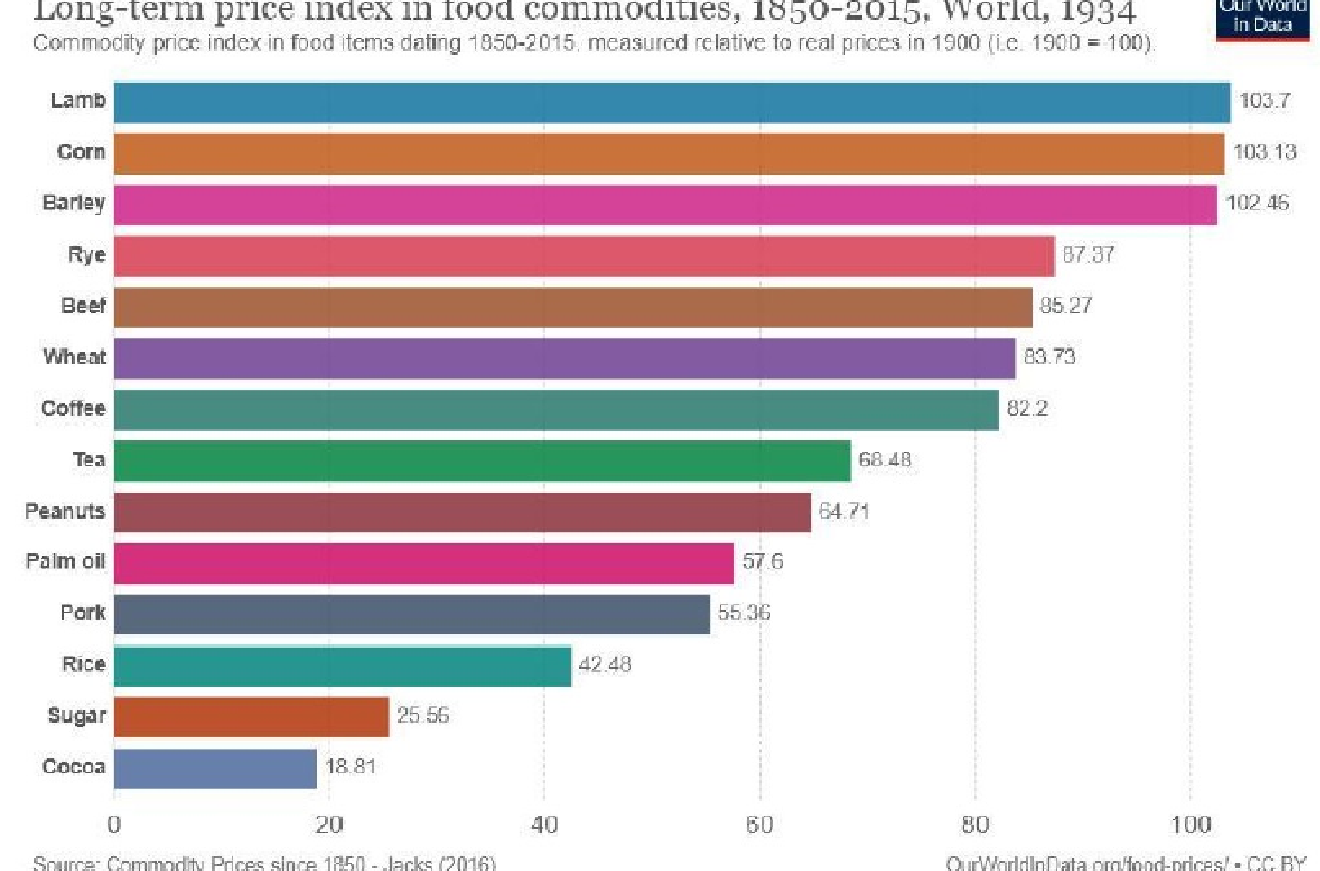 Long-term price index in food commodities, 1850-2015, World, 1934
Our World
in Data
Commodity price index in food items dating 1850-2015, measured relative to real prices in 1900 (i.e. 1900 = 100).
Lamb 103.7
Corn 103.13
Barley 102.46
Rye 87.37
Beef 85.27
Wheat 83.73
Coffee 82.2
Tea 68.48
Peanuts 64.71
Palm oil 57.6
Pork 55.36
Rice 42.48
Sugar 25.56
Cocoa 18.81
0 20 40 60 80 100
Source: Commodity Prices since 1850 - Jacks (2016)
OurWorldInData.org/food-prices/ • CC BY